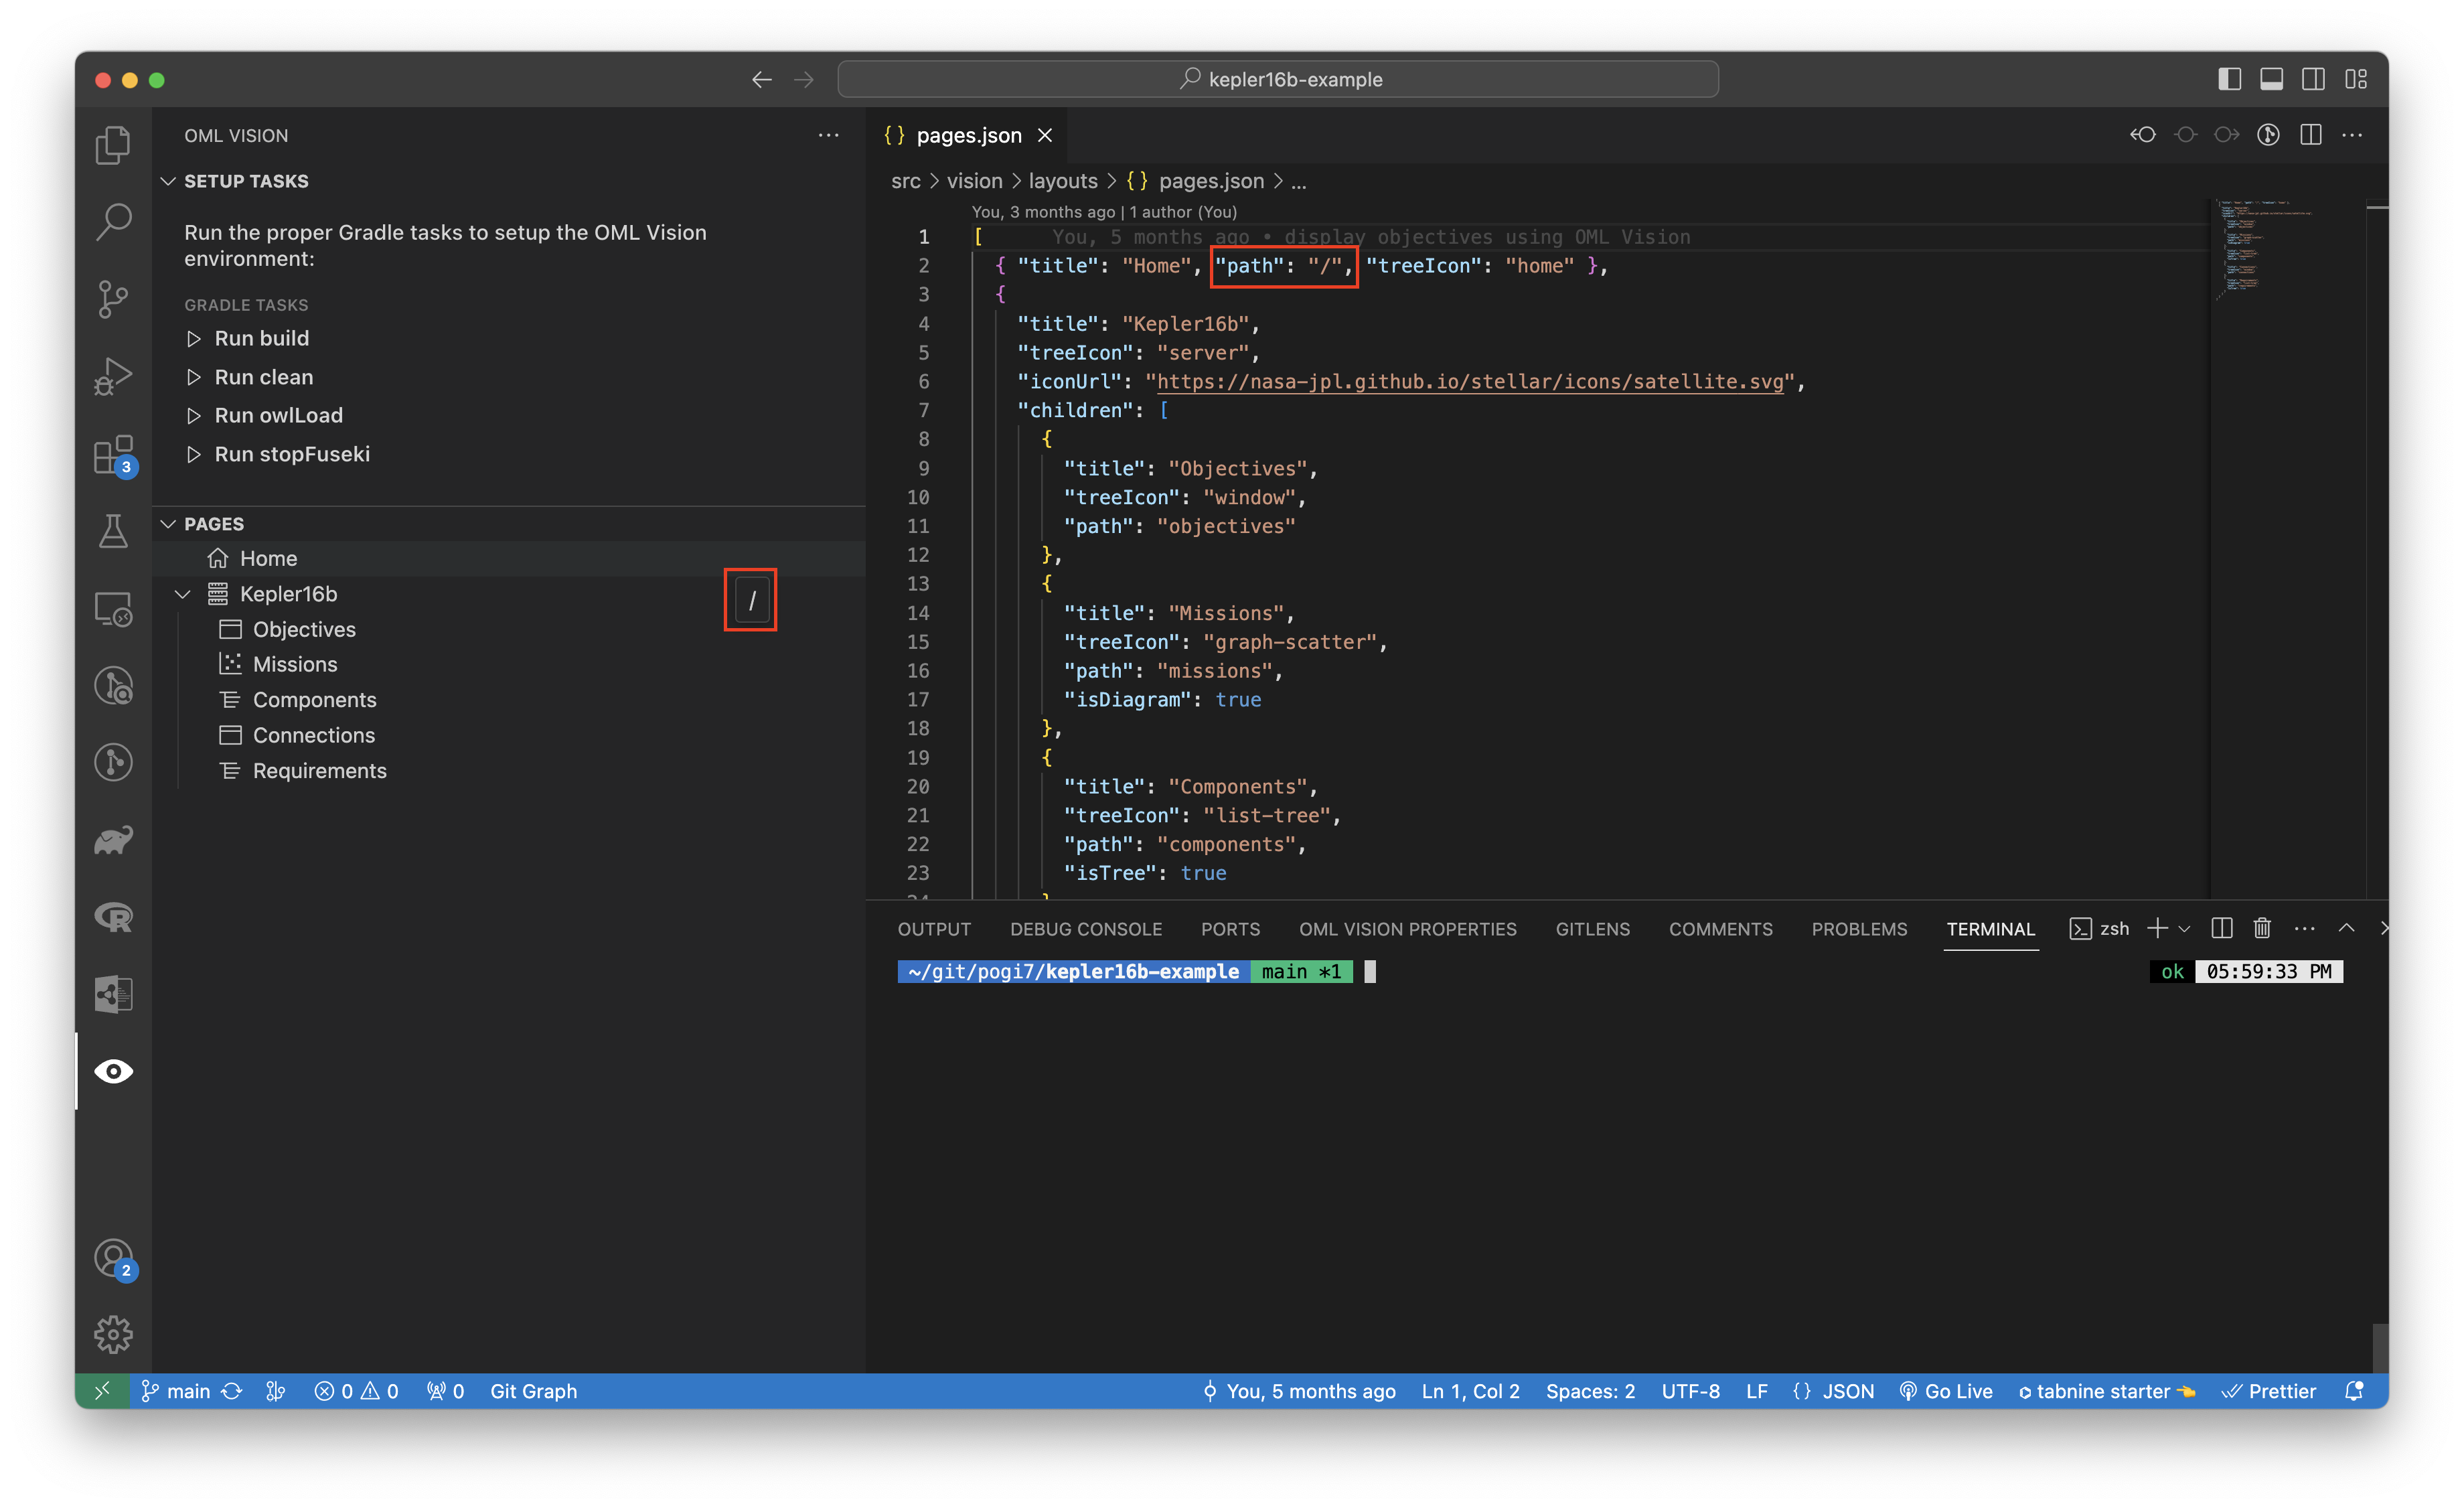 kepler16b-example
OML VISION
SETUP TASKS
Run the proper Gradle tasks to setup the OML Vision
environment:
GRADLE TASKS
Run build
Run clean
Run owlLoad
Run stopFuseki
3
PAGES
Home
Kepler16b
/
Objectives
Missions
Components
Connections
Requirements
2
{} pages.json
src > vision > layouts > {} pages.json > ...
You, 3 months ago | 1 author (You)
1 [ You, 5 months ago • display objectives using OML Vision
2 { "title": "Home", "path": "/", "treeIcon": "home" },
3 {
4 "title": "Kepler16b",
5 "treeIcon": "server",
6 "iconUrl": "https://nasa-jpl.github.io/stellar/icons/satellite.svg",
7 "children": [
8 {
9 "title": "Objectives",
10 "treeIcon": "window",
11 "path": "objectives"
12 },
13 {
14 "title": "Missions",
15 "treeIcon": "graph-scatter",
16 "path": "missions",
17 "isDiagram": true
18 },
19 {
20 "title": "Components",
21 "treeIcon": "list-tree",
22 "path": "components",
23 "isTree": true
24 }
OUTPUT DEBUG CONSOLE PORTS OML VISION PROPERTIES GITLENS COMMENTS PROBLEMS TERMINAL zsh
~/git/pogi7/kepler16b-example main *1 ok 05:59:33 PM
main 0 0 0 Git Graph You, 5 months ago Ln 1, Col 2 Spaces: 2 UTF-8 LF {} JSON Go Live tabnine starter Prettier